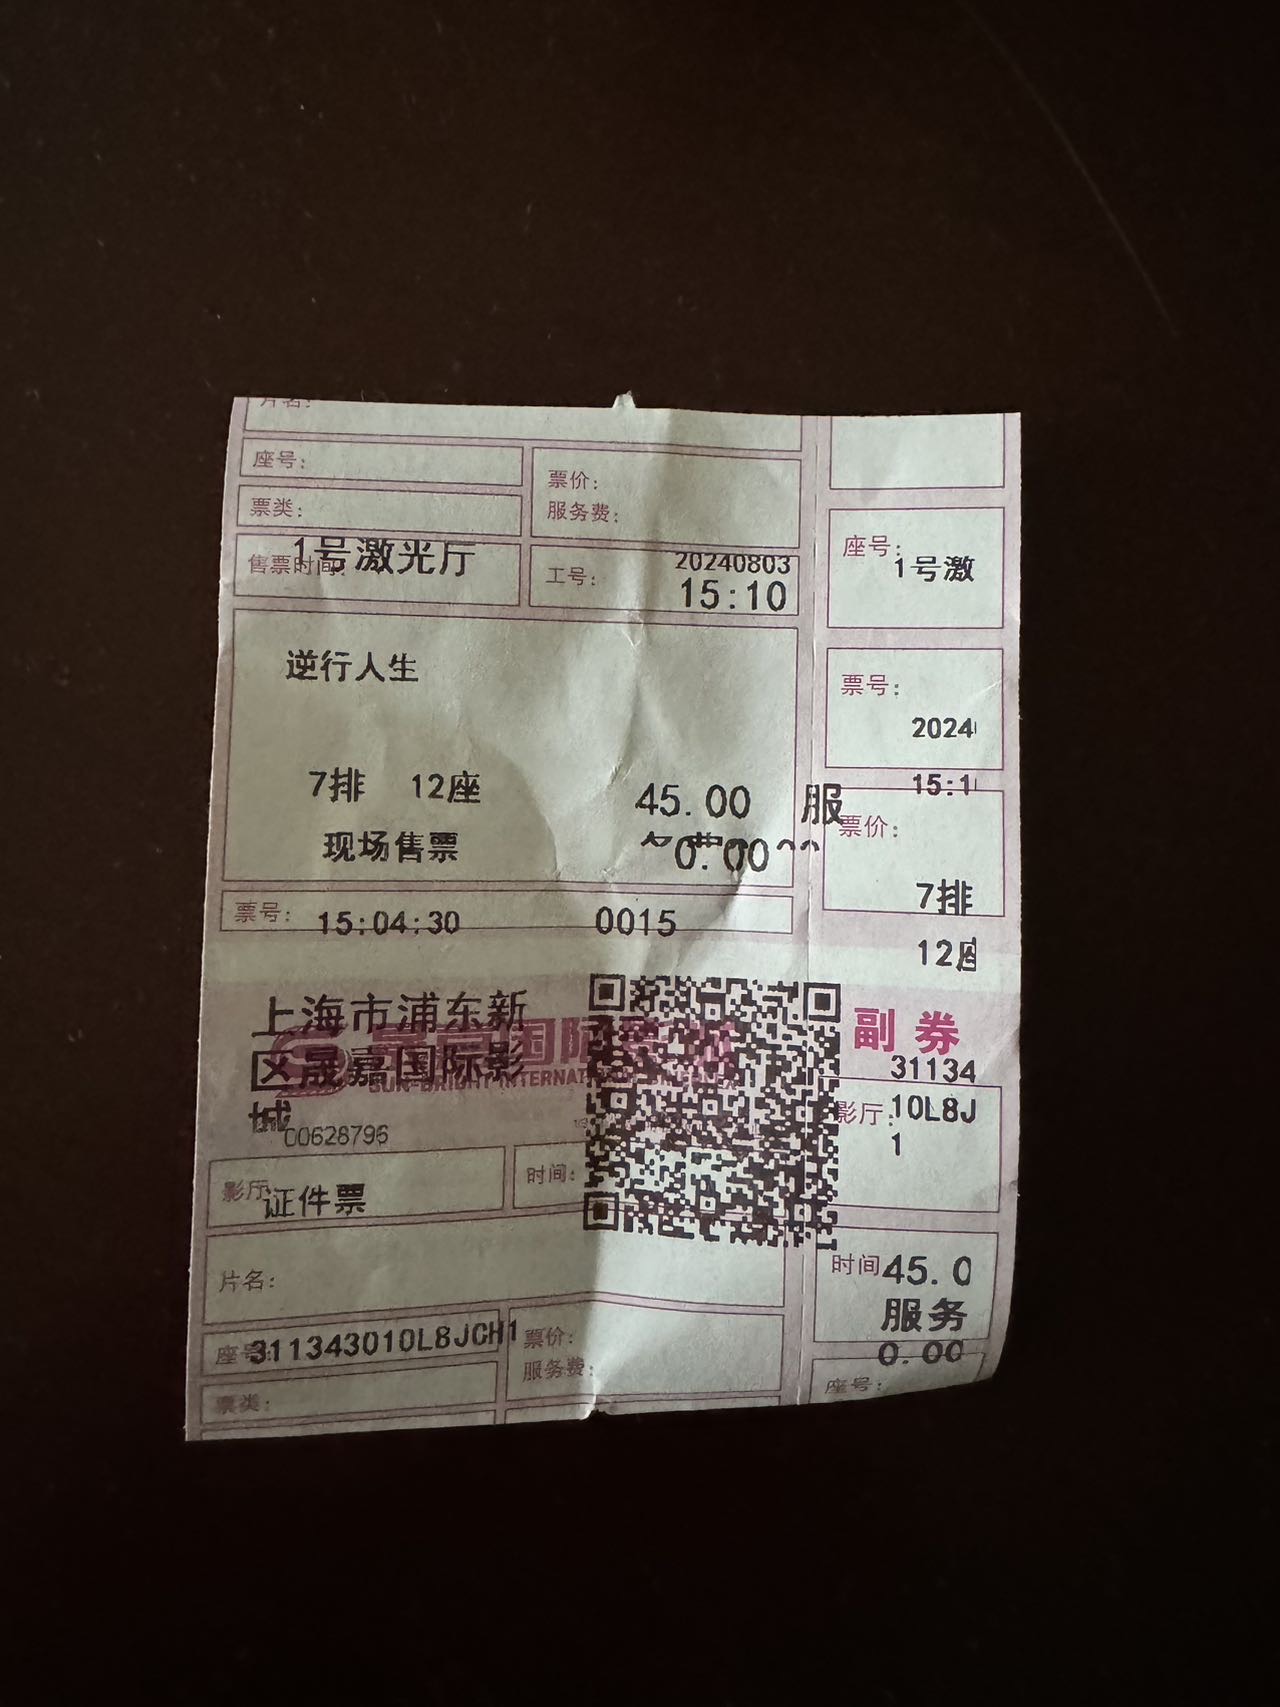 片名:
座号:
票价:
票类:
服务费:
售票时间:
1号激光厅
工号:
20240803
15:10
逆行人生
7排 12座
45.00 服
现场售票
0.00
票号:
15:04:30
0015
上海市浦东新
区晟嘉国际影
城
00628796
影厅
证件票
时间:
片名:
座号:
311343010L8JCH1
票价:
服务费:
票类:
座号:
1号激
票号:
2024
15:1
票价:
7排
12座
副券
31134
影厅:
10L8J
1
时间
45.0
服务
0.00
座号: